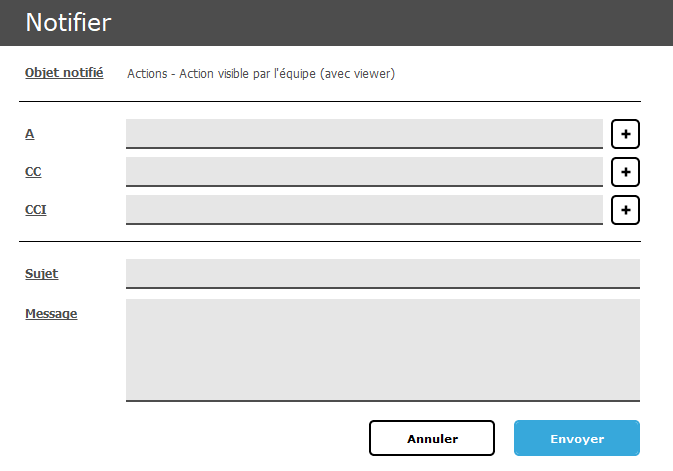 Notifier
Objet notifié Actions - Action visible par l'équipe (avec viewer)
A
+
CC
+
CCI
+
Sujet
Message
Annuler Envoyer